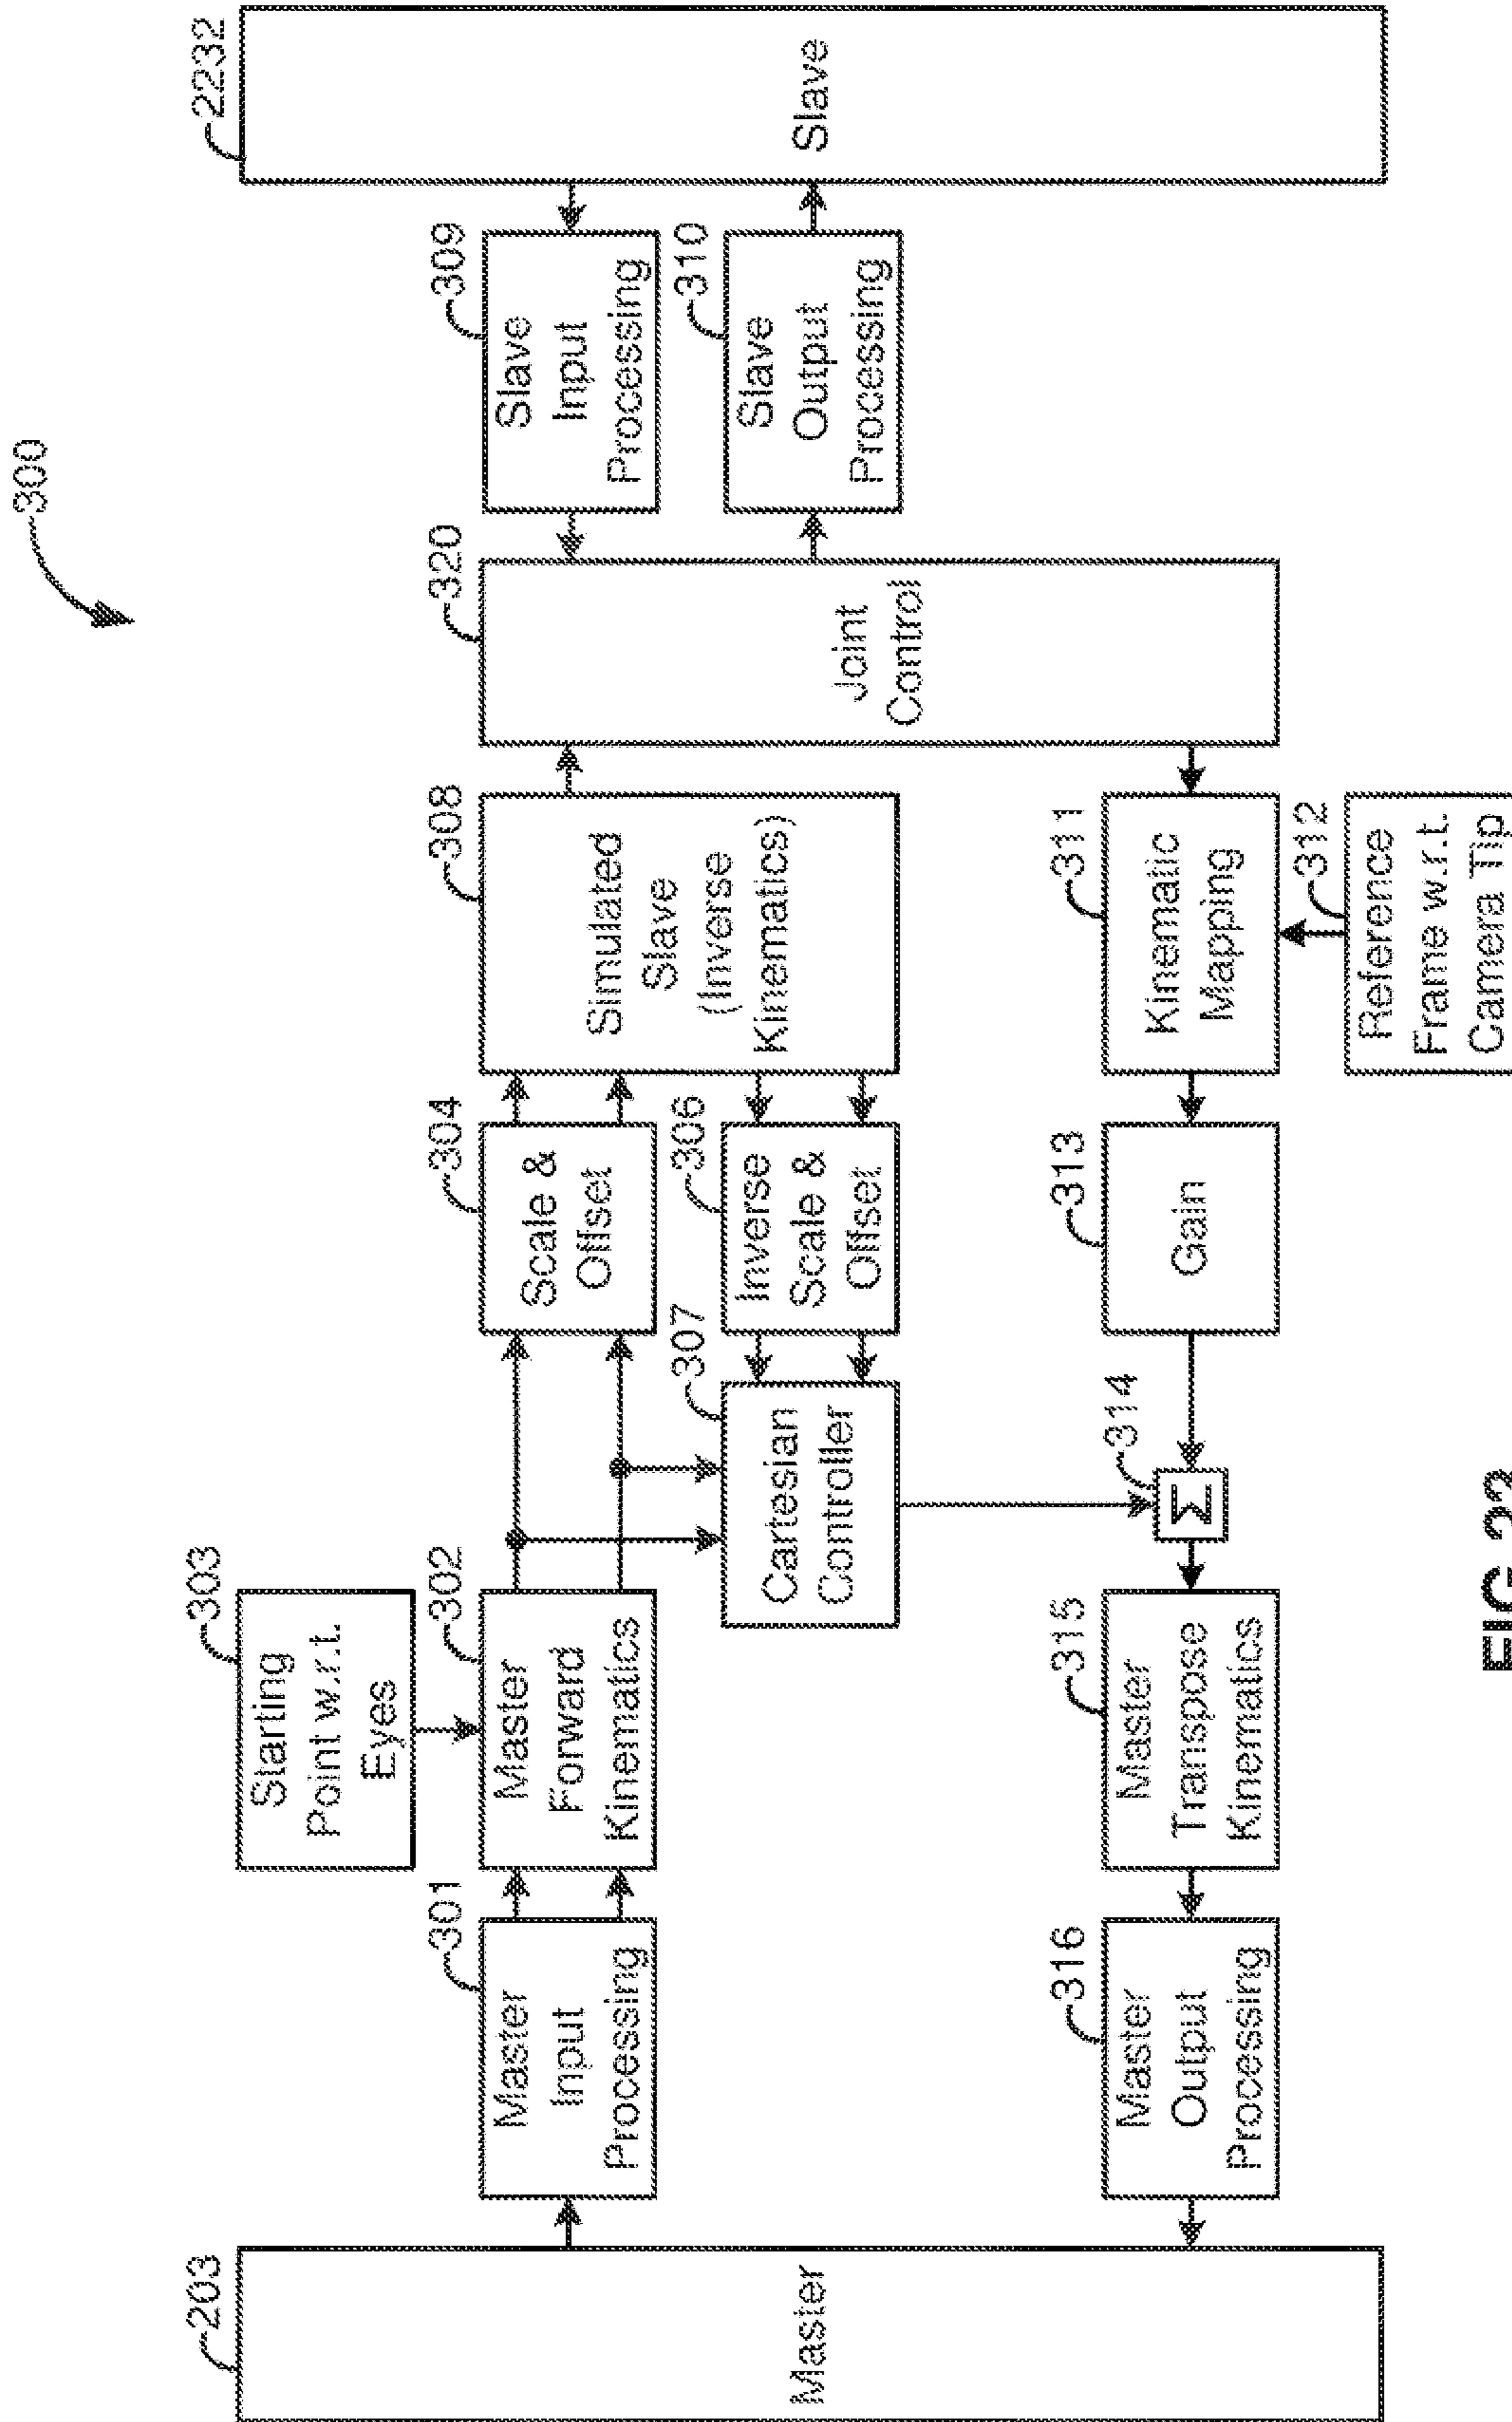 300
203
Master
301
Master
Input
Processing
303
Starting
Point w.r.t.
Eyes
302
Master
Forward
Kinematics
304
Scale &
Offset
306
Inverse
Scale &
Offset
307
Cartesian
Controller
308
Simulated
Slave
(Inverse
Kinematics)
320
Joint
Control
309
Slave
Input
Processing
310
Slave
Output
Processing
2232
Slave
311
Kinematic
Mapping
312
Reference
Frame w.r.t.
Camera Tip
313
Gain
314
Σ
315
Master
Transpose
Kinematics
316
Master
Output
Processing